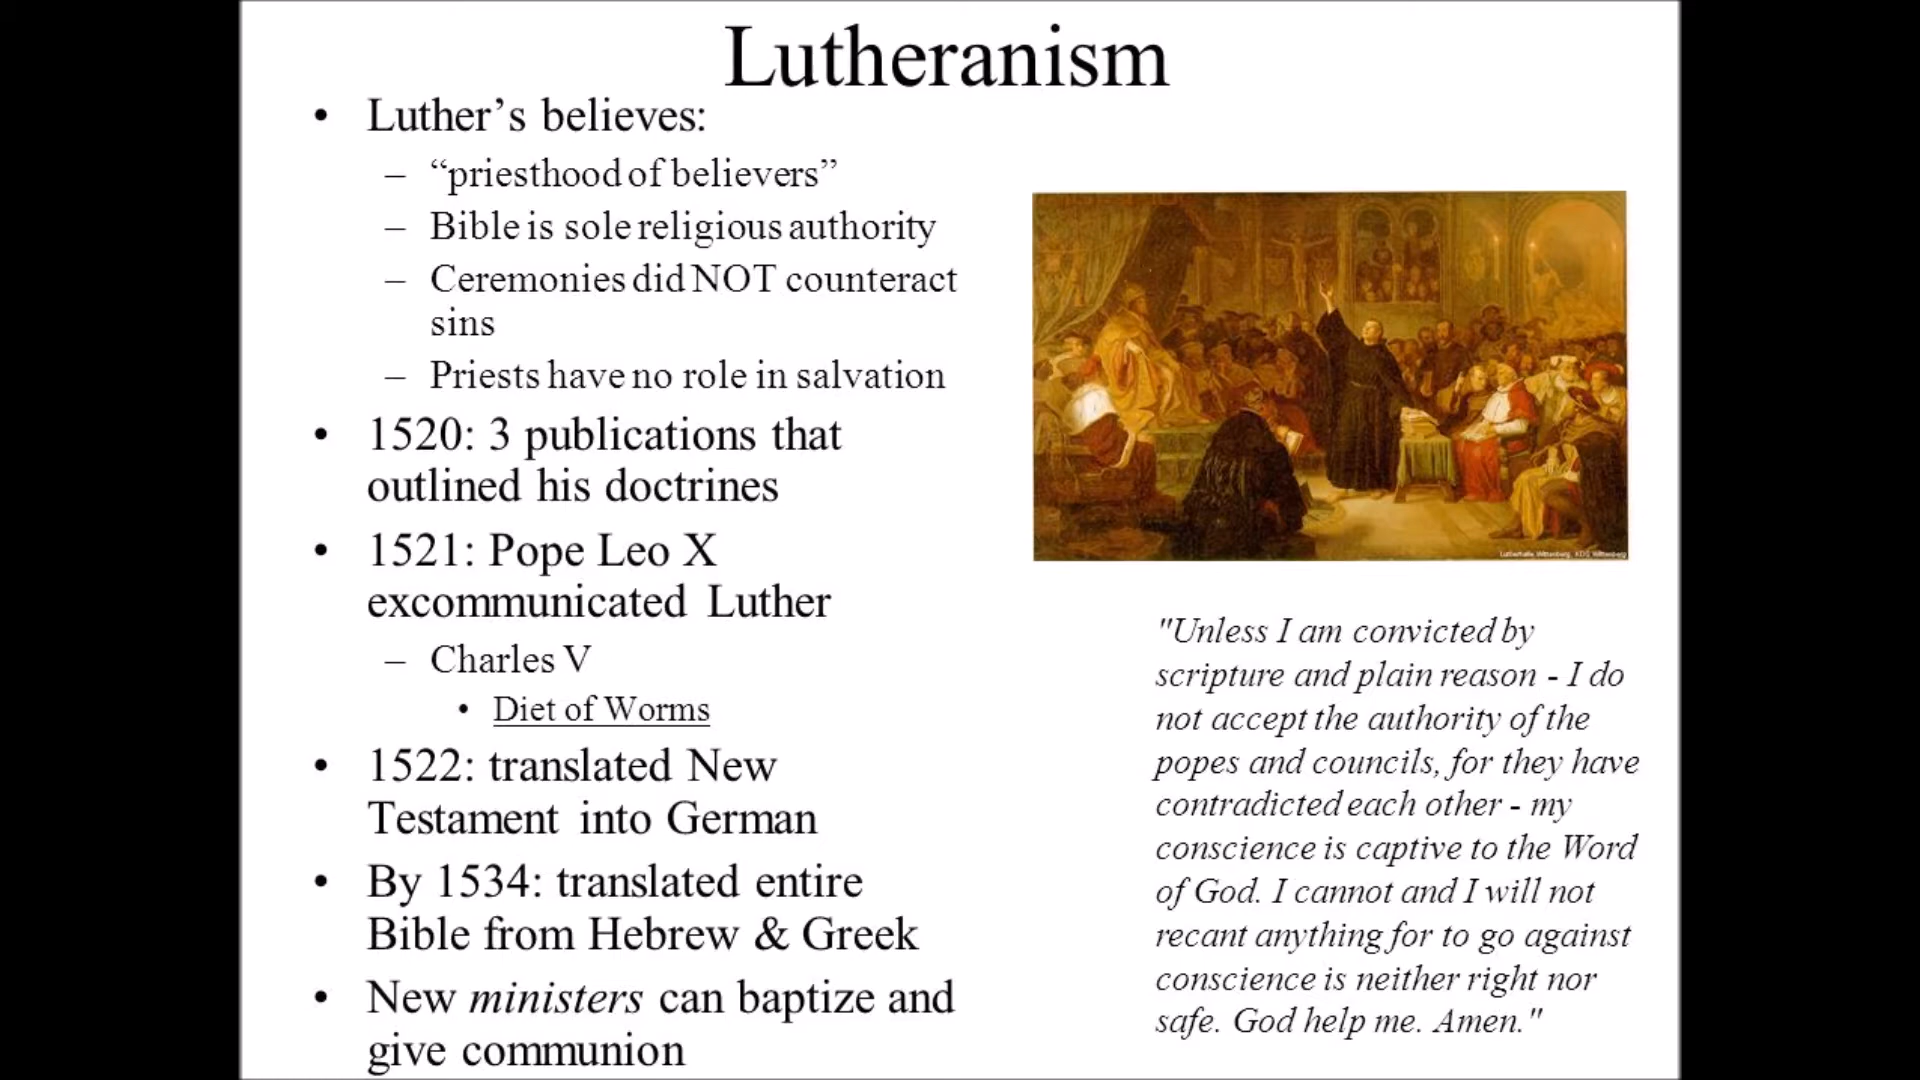 Lutheranism
• Luther’s believes:
– “priesthood of believers”
– Bible is sole religious authority
– Ceremonies did NOT counteract
sins
– Priests have no role in salvation
• 1520: 3 publications that
outlined his doctrines
• 1521: Pope Leo X
excommunicated Luther
– Charles V
• Diet of Worms
• 1522: translated New
Testament into German
• By 1534: translated entire
Bible from Hebrew & Greek
• New ministers can baptize and
give communion
Lutherhalle Wittenberg, KDG Wittenberg
"Unless I am convicted by
scripture and plain reason - I do
not accept the authority of the
popes and councils, for they have
contradicted each other - my
conscience is captive to the Word
of God. I cannot and I will not
recant anything for to go against
conscience is neither right nor
safe. God help me. Amen."